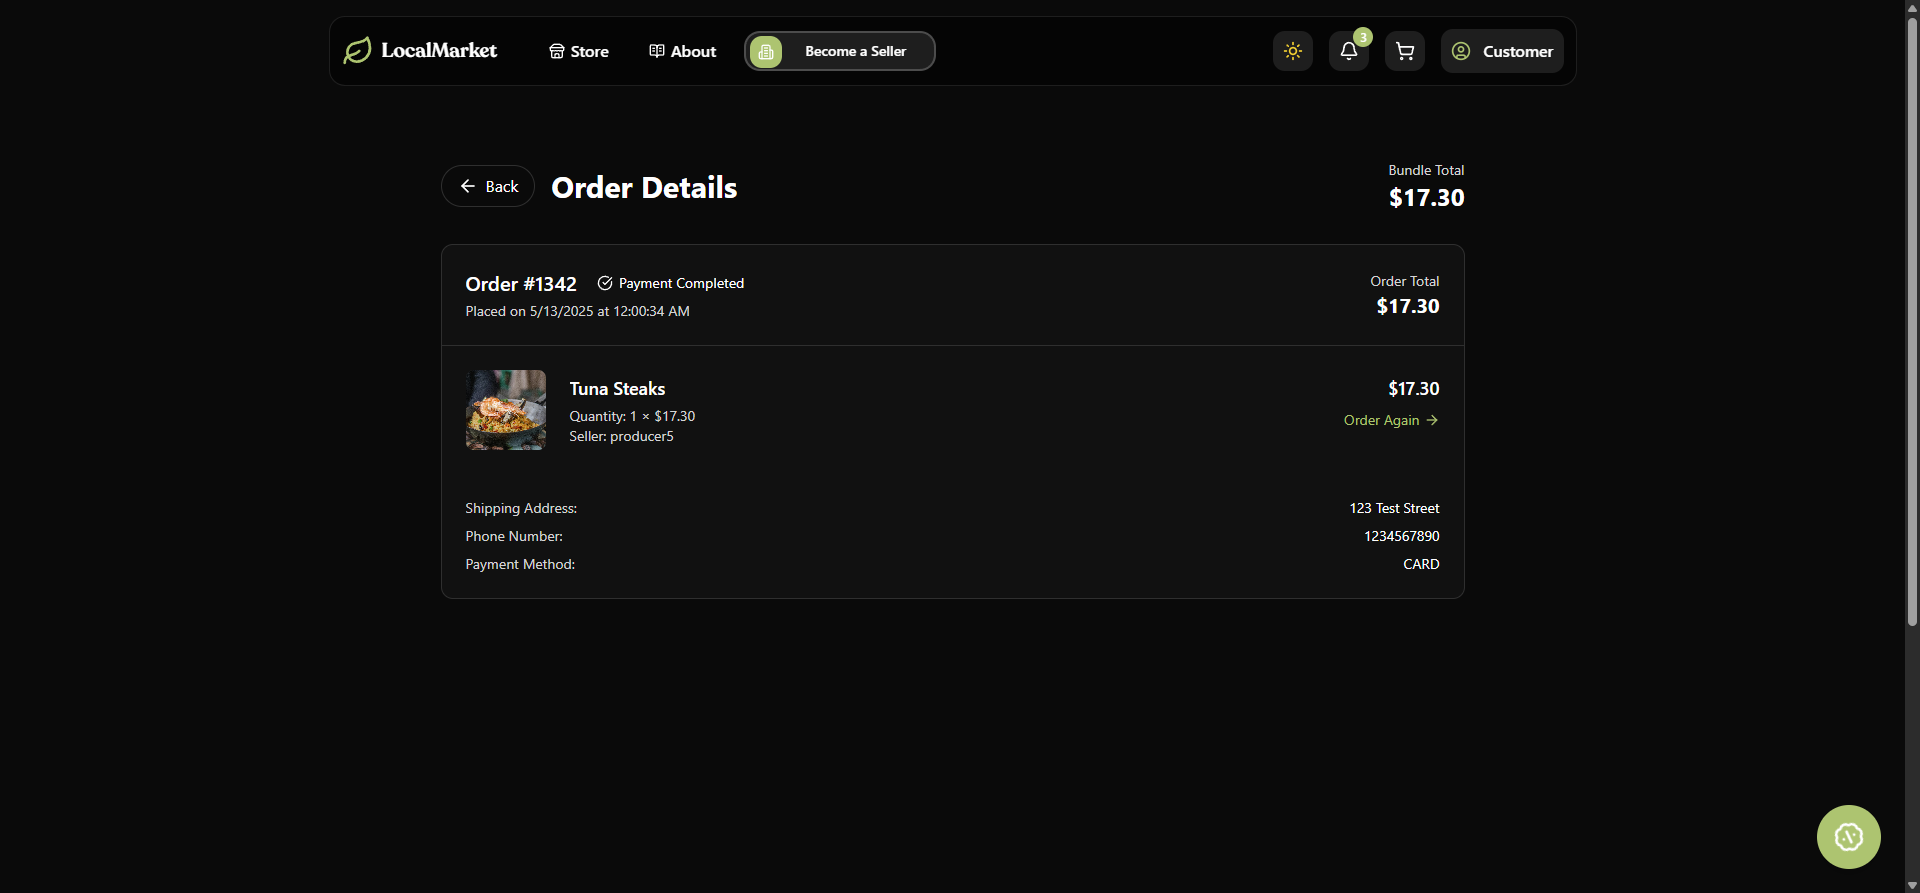 LocalMarket
Store
About
Become a Seller
3
Customer
Back
Order Details
Bundle Total
$17.30
Order #1342
Payment Completed
Placed on 5/13/2025 at 12:00:34 AM
Order Total
$17.30
Tuna Steaks
Quantity: 1 × $17.30
Seller: producer5
$17.30
Order Again
Shipping Address:
123 Test Street
Phone Number:
1234567890
Payment Method:
CARD